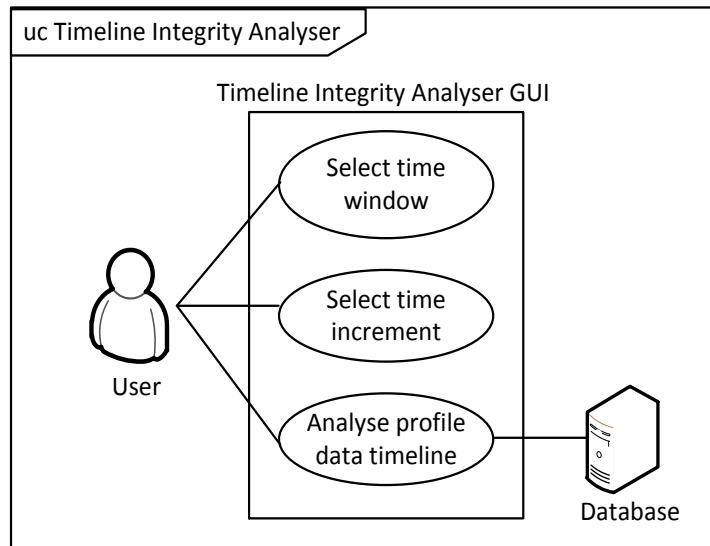 uc Timeline Integrity Analyser
Timeline Integrity Analyser GUI
Select time
window
Select time
increment
User
Analyse profile
data timeline
Database